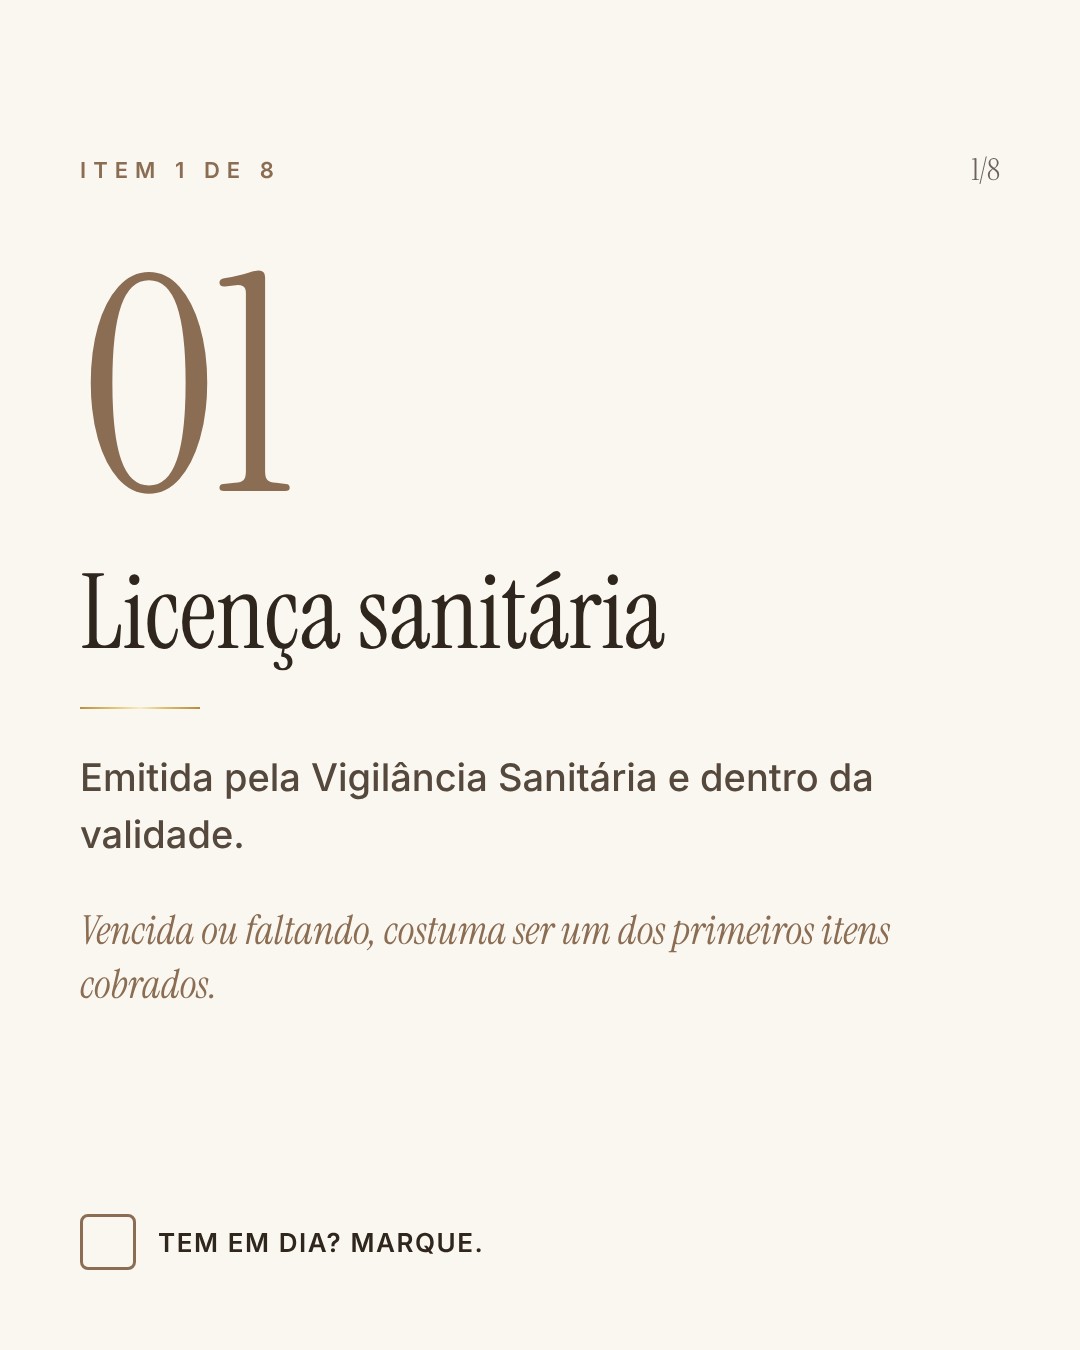 ITEM 1 DE 8
1/8
01
Licença sanitária
Emitida pela Vigilância Sanitária e dentro da
validade.
Vencida ou faltando, costuma ser um dos primeiros itens
cobrados.
TEM EM DIA? MARQUE.